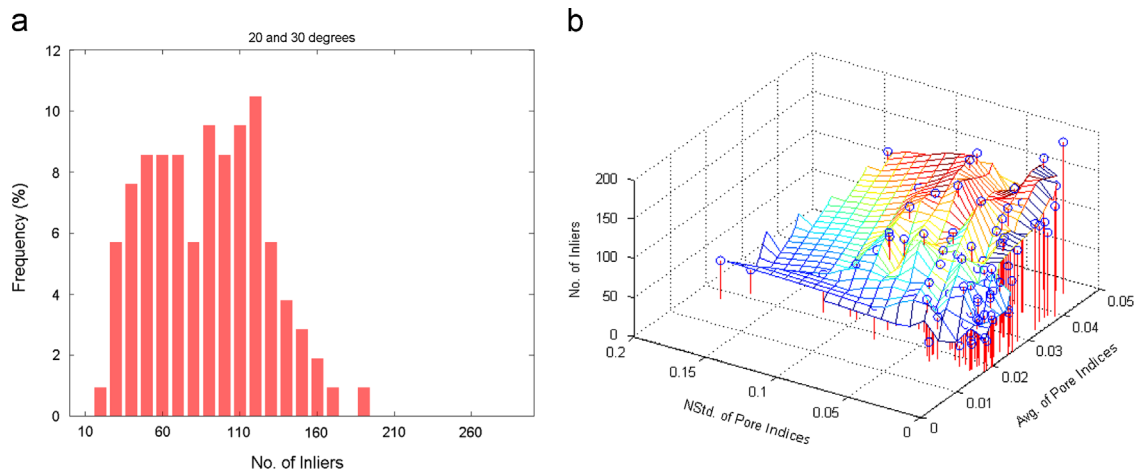 a
20 and 30 degrees
12
10
8
6
4
2
0
Frequency (%)
10 60 110 160 210 260
No. of Inliers
b
200
150
100
50
0
No. of Inliers
0.2 0.15 0.1 0.05 0
NStd. of Pore Indices
0 0.01 0.02 0.03 0.04 0.05
Avg. of Pore Indices